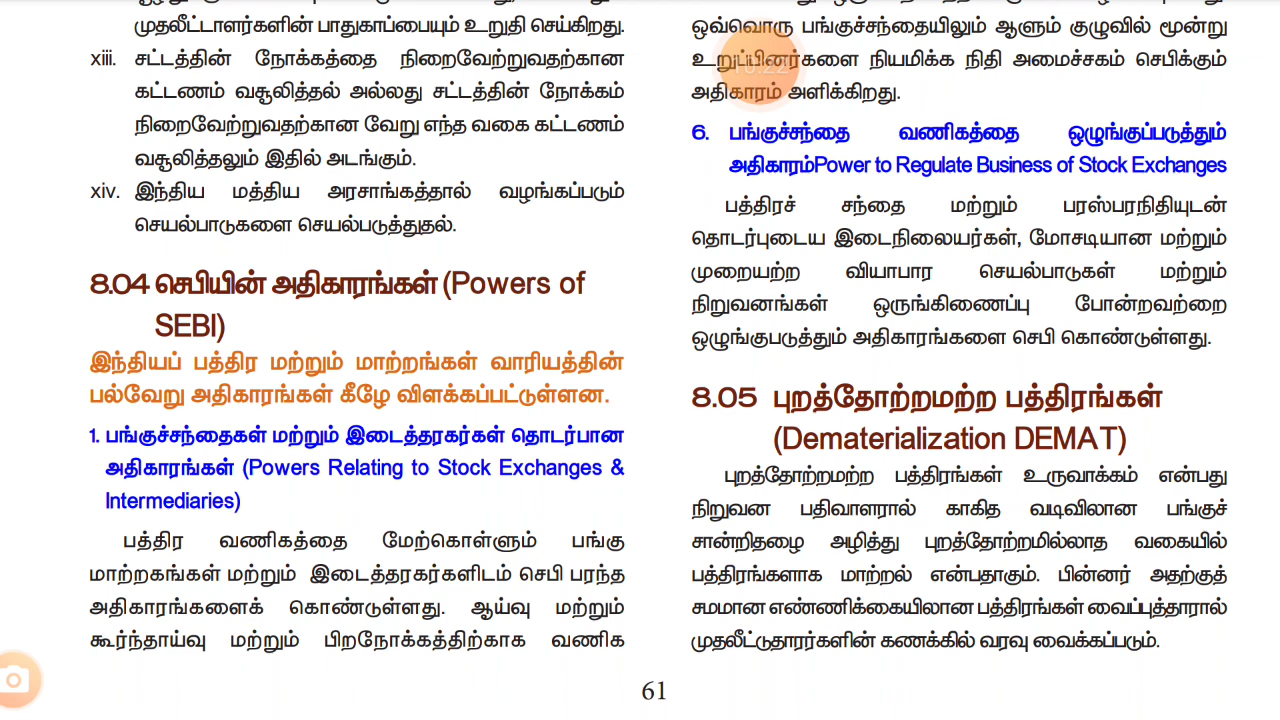 முதலீட்டாளர்களின் பாதுகாப்பையும் உறுதி செய்கிறது.
xiii. சட்டத்தின் நோக்கத்தை நிறைவேற்றுவதற்கான
கட்டணம் வசூலித்தல் அல்லது சட்டத்தின் நோக்கம்
நிறைவேற்றுவதற்கான வேறு எந்த வகை கட்டணம்
வசூலித்தலும் இதில் அடங்கும்.
xiv. இந்திய மத்திய அரசாங்கத்தால் வழங்கப்படும்
செயல்பாடுகளை செயல்படுத்துதல்.
8.04 செபியின் அதிகாரங்கள் (Powers of
SEBI)
இந்தியப் பத்திர மற்றும் மாற்றங்கள் வாரியத்தின்
பல்வேறு அதிகாரங்கள் கீழே விளக்கப்பட்டுள்ளன.
1. பங்குச்சந்தைகள் மற்றும் இடைத்தரகர்கள் தொடர்பான
அதிகாரங்கள் (Powers Relating to Stock Exchanges &
Intermediaries)
பத்திர வணிகத்தை மேற்கொள்ளும் பங்கு
மாற்றகங்கள் மற்றும் இடைத்தரகர்களிடம் செபி பரந்த
அதிகாரங்களைக் கொண்டுள்ளது. ஆய்வு மற்றும்
கூர்ந்தாய்வு மற்றும் பிறநோக்கத்திற்காக வணிக
ஒவ்வொரு பங்குச்சந்தையிலும் ஆளும் குழுவில் மூன்று
உறுப்பினர்களை நியமிக்க நிதி அமைச்சகம் செபிக்கும்
அதிகாரம் அளிக்கிறது.
10:22
6. பங்குச்சந்தை வணிகத்தை ஒழுங்குப்படுத்தும்
அதிகாரம்Power to Regulate Business of Stock Exchanges
பத்திரச் சந்தை மற்றும் பரஸ்பரநிதியுடன்
தொடர்புடைய இடைநிலையர்கள், மோசடியான மற்றும்
முறையற்ற வியாபார செயல்பாடுகள் மற்றும்
நிறுவனங்கள் ஒருங்கிணைப்பு போன்றவற்றை
ஒழுங்குபடுத்தும் அதிகாரங்களை செபி கொண்டுள்ளது.
8.05 புறத்தோற்றமற்ற பத்திரங்கள்
(Dematerialization DEMAT)
புறத்தோற்றமற்ற பத்திரங்கள் உருவாக்கம் என்பது
நிறுவன பதிவாளரால் காகித வடிவிலான பங்குச்
சான்றிதழை அழித்து புறத்தோற்றமில்லாத வகையில்
பத்திரங்களாக மாற்றல் என்பதாகும். பின்னர் அதற்குத்
சமமான எண்ணிக்கையிலான பத்திரங்கள் வைப்புத்தாரரால்
முதலீட்டுதாரர்களின் கணக்கில் வரவு வைக்கப்படும்.
61